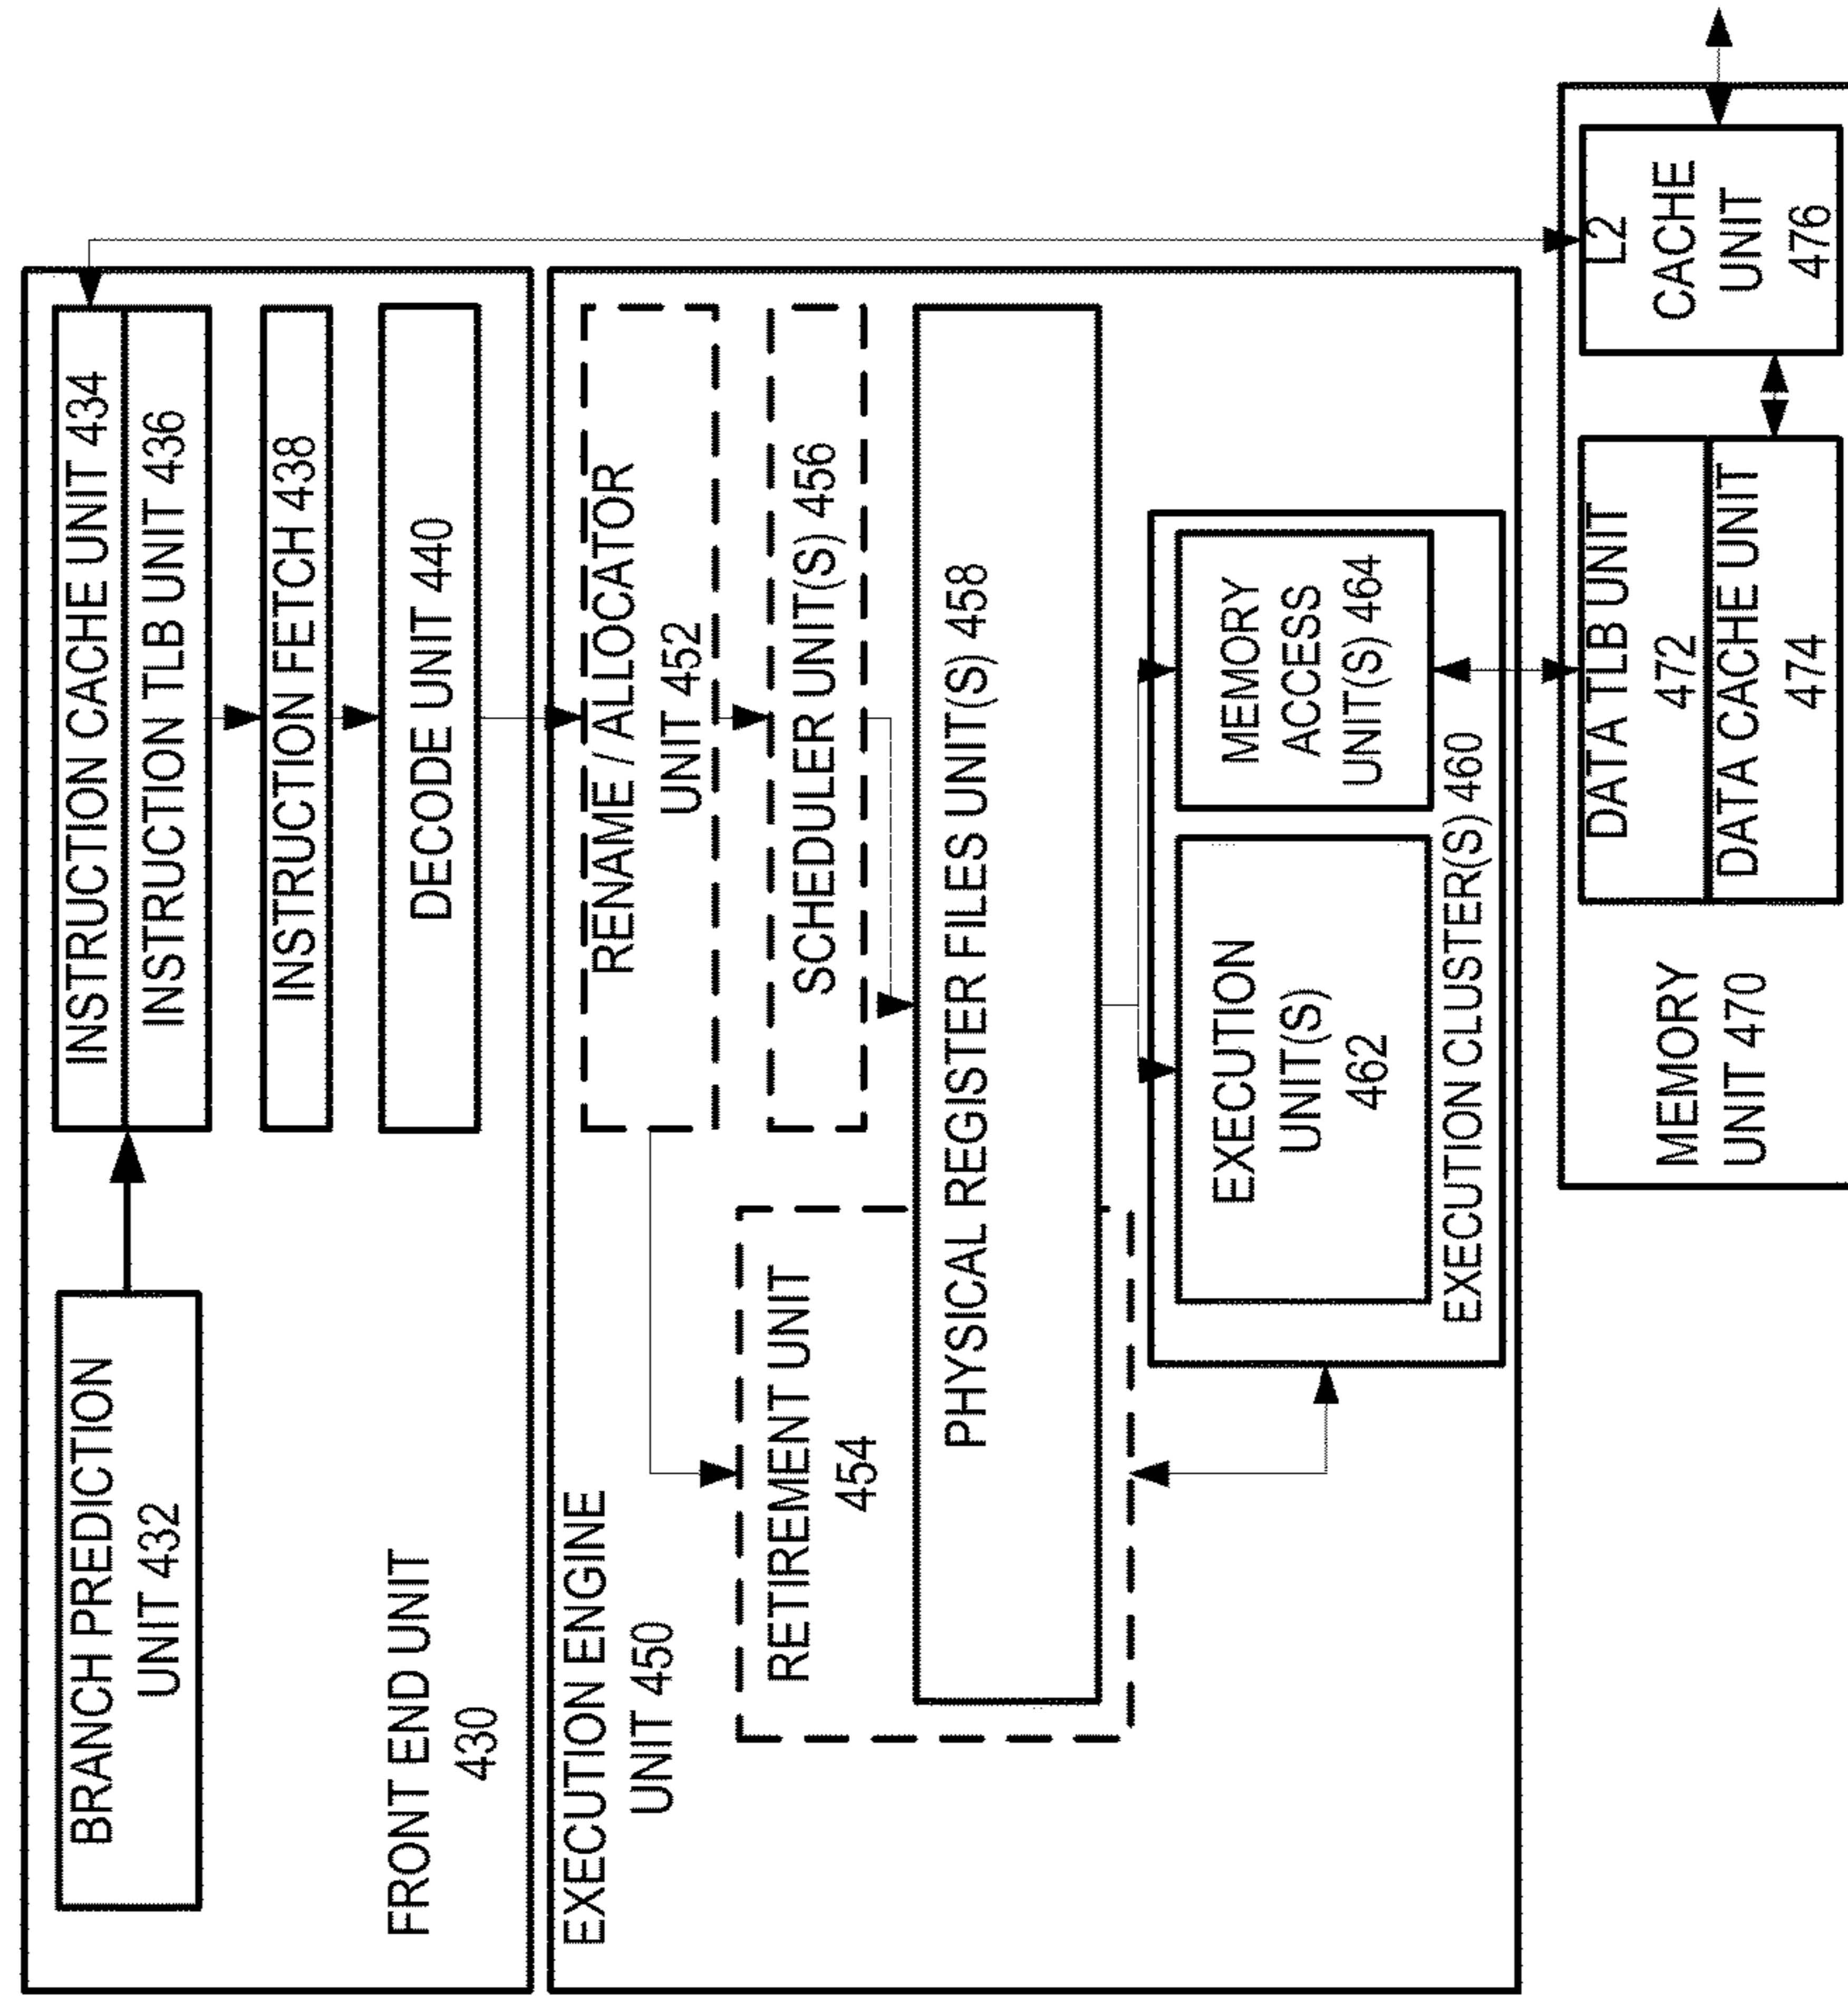 BRANCH PREDICTION
UNIT 432
INSTRUCTION CACHE UNIT 434
INSTRUCTION TLB UNIT 436
INSTRUCTION FETCH 438
DECODE UNIT 440
FRONT END UNIT
430
EXECUTION ENGINE
UNIT 450
RENAME / ALLOCATOR
UNIT 452
RETIREMENT UNIT
454
SCHEDULER UNIT(S) 456
PHYSICAL REGISTER FILES UNIT(S) 458
EXECUTION
UNIT(S)
462
MEMORY
ACCESS
UNIT(S) 464
EXECUTION CLUSTER(S) 460
MEMORY
UNIT 470
DATA TLB UNIT
472
DATA CACHE UNIT
474
L2
CACHE
UNIT
476